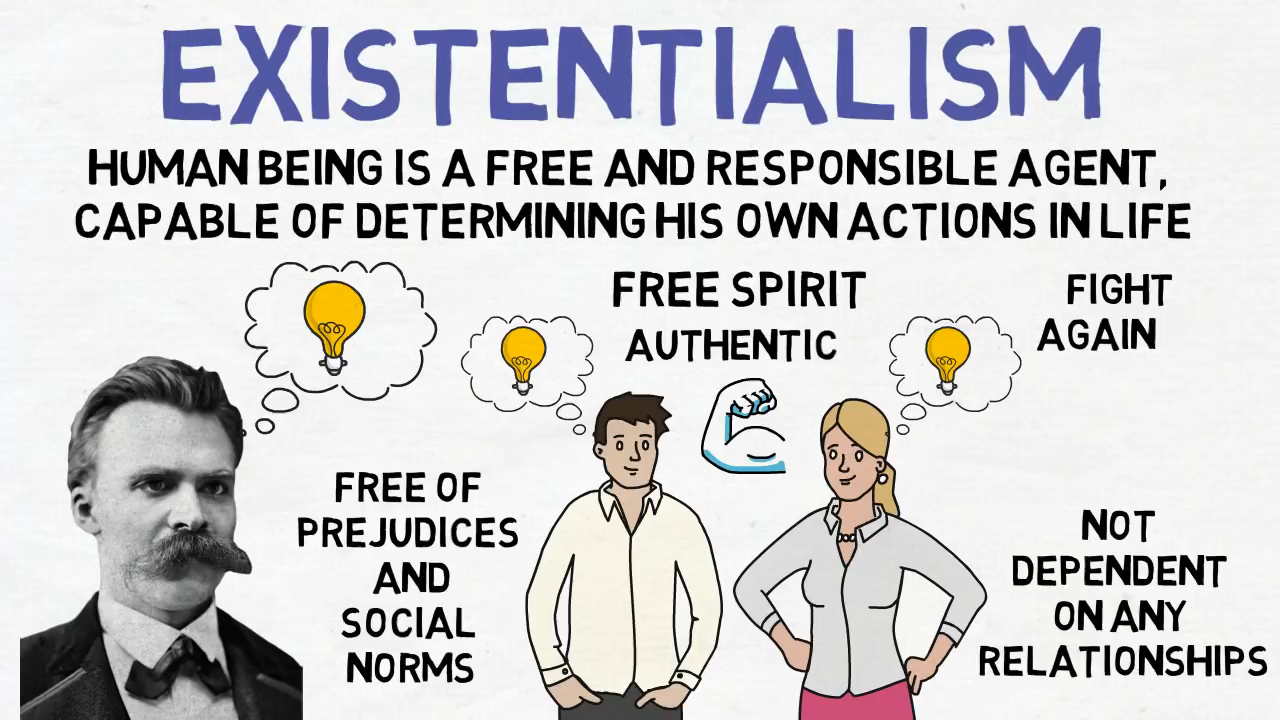 EXISTENTIALISM
HUMAN BEING IS A FREE AND RESPONSIBLE AGENT,
CAPABLE OF DETERMINING HIS OWN ACTIONS IN LIFE
FREE SPIRIT
AUTHENTIC
FIGHT
AGAIN
FREE OF
PREJUDICES
AND
SOCIAL
NORMS
NOT
DEPENDENT
ON ANY
RELATIONSHIPS